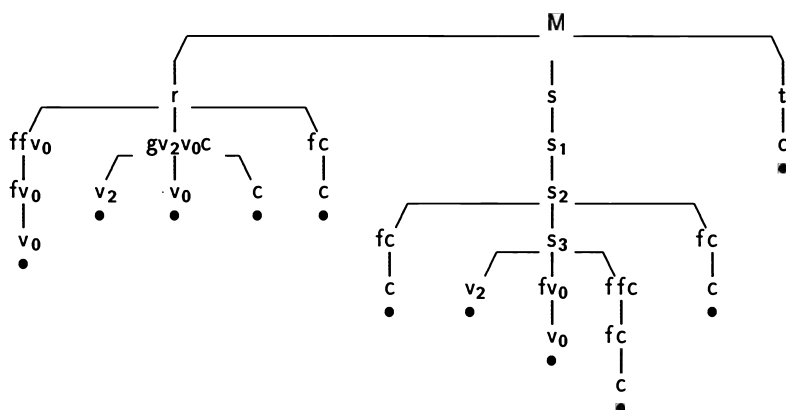 M
r s t
ffv₀ gv₂v₀c fc s₁ c
fv₀ v₂ v₀ c c s₂
v₀ fc s₃ fc
c v₂ fv₀ ffc c
v₀ fc
c